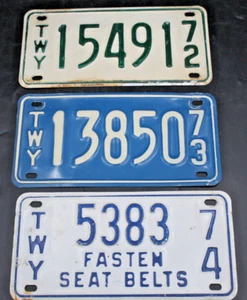 TWY 15491 72
TWY 13850 73
TWY 5383 74
FASTEN
SEAT BELTS